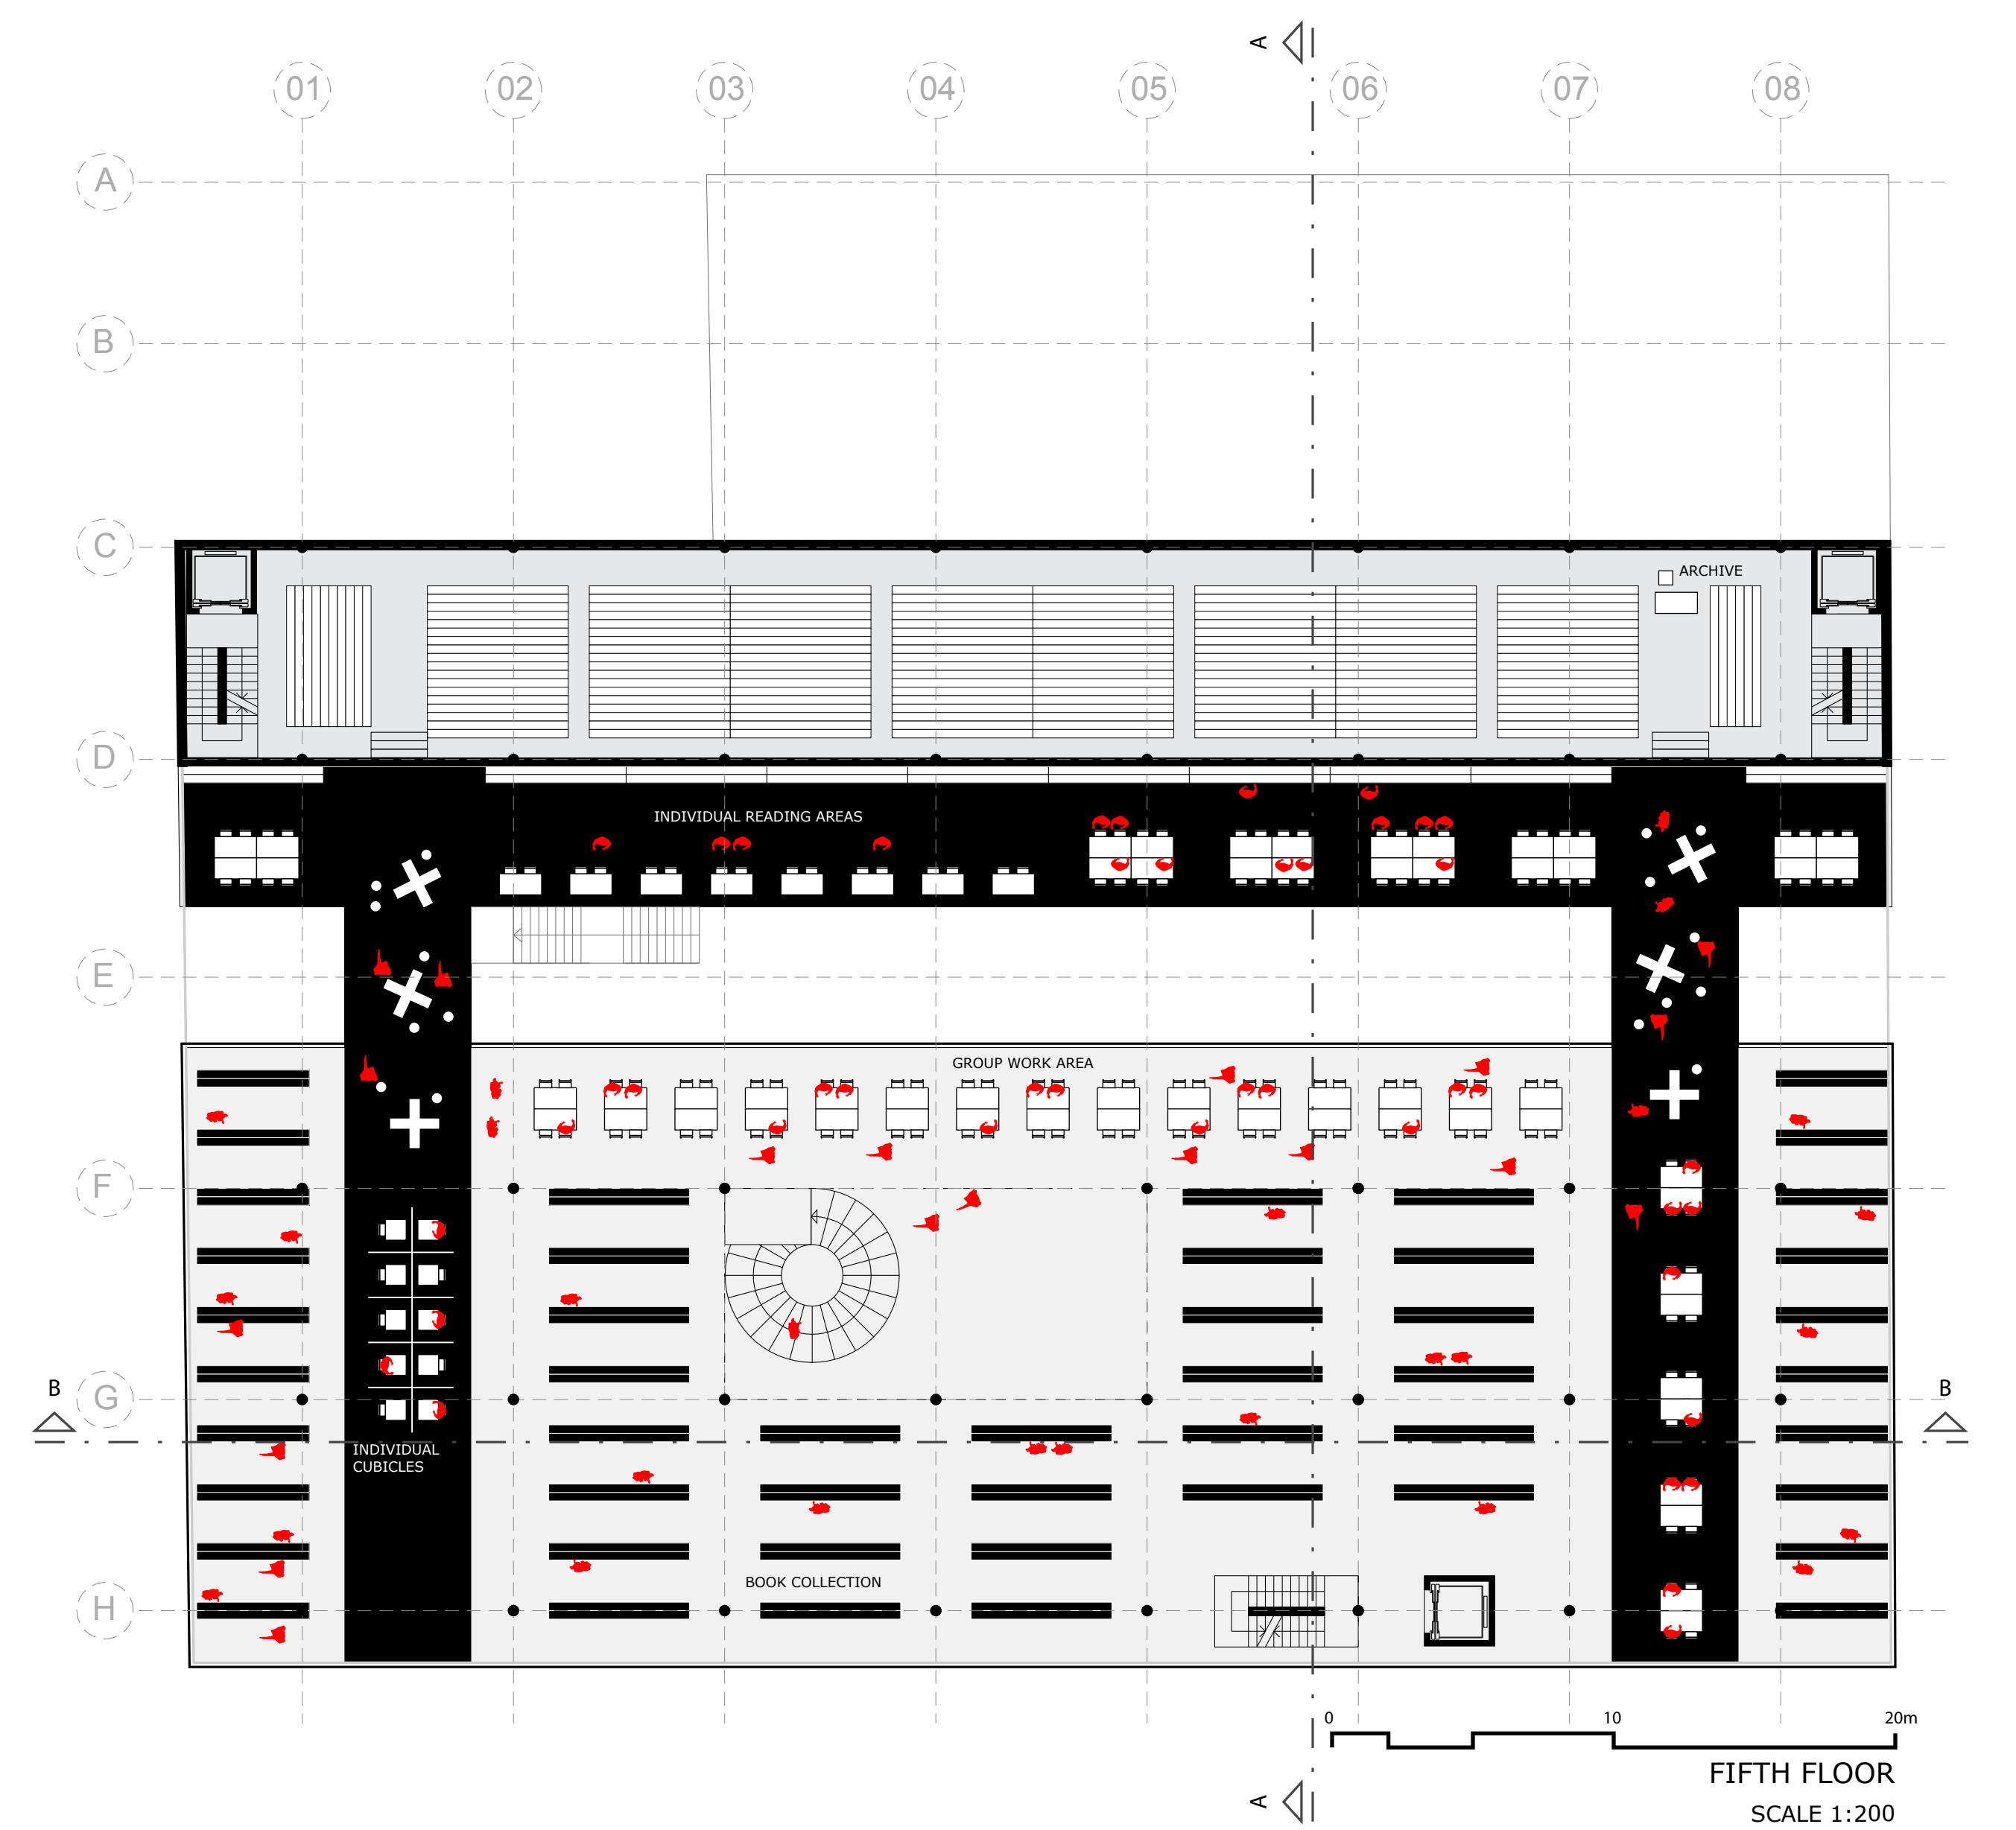 A
01 02 03 04 05 06 07 08
A
B
C
ARCHIVE
D
INDIVIDUAL READING AREAS
E
GROUP WORK AREA
F
B
G
B
INDIVIDUAL
CUBICLES
BOOK COLLECTION
H
0 10 20m
FIFTH FLOOR
A
SCALE 1:200